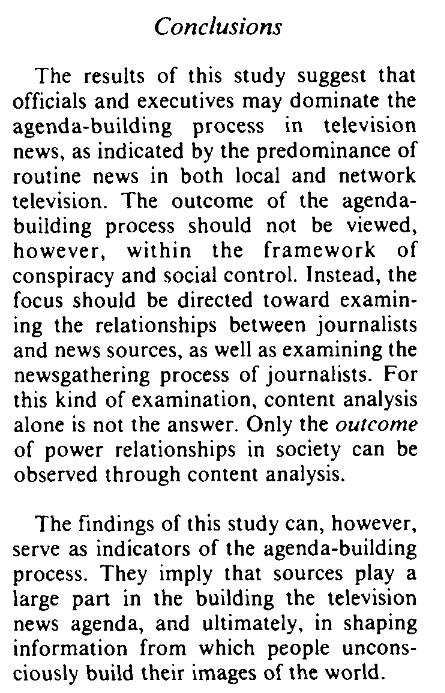 Conclusions
The results of this study suggest that
officials and executives may dominate the
agenda-building process in television
news, as indicated by the predominance of
routine news in both local and network
television. The outcome of the agenda-
building process should not be viewed,
however, within the framework of
conspiracy and social control. Instead, the
focus should be directed toward examin-
ing the relationships between journalists
and news sources, as well as examining the
newsgathering process of journalists. For
this kind of examination, content analysis
alone is not the answer. Only the outcome
of power relationships in society can be
observed through content analysis.
The findings of this study can, however,
serve as indicators of the agenda-building
process. They imply that sources play a
large part in the building the television
news agenda, and ultimately, in shaping
information from which people uncons-
ciously build their images of the world.